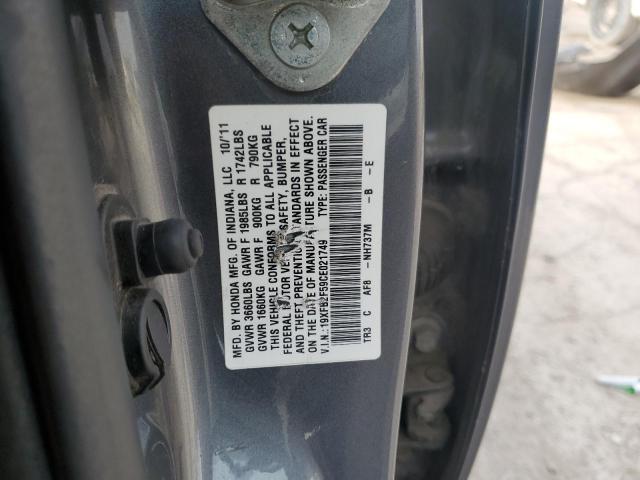 MFD. BY HONDA MFG. OF INDIANA, LLC 10/'11
GVWR 3660LBS GAWR F 1985LBS R 1742LBS
GVWR 1660KG GAWR F 900KG R 790KG
THIS VEHICLE CONFORMS TO ALL APPLICABLE
FEDERAL MOTOR SAFETY, BUMPER,
AND THEFT PREVENTION STANDARDS IN EFFECT
ON THE DATE OF MANUFACTURE SHOWN ABOVE.
V.I.N.:19XFB2F59CE021749 TYPE: PASSENGER CAR
TR3 C AF8 -NH737M -B -E